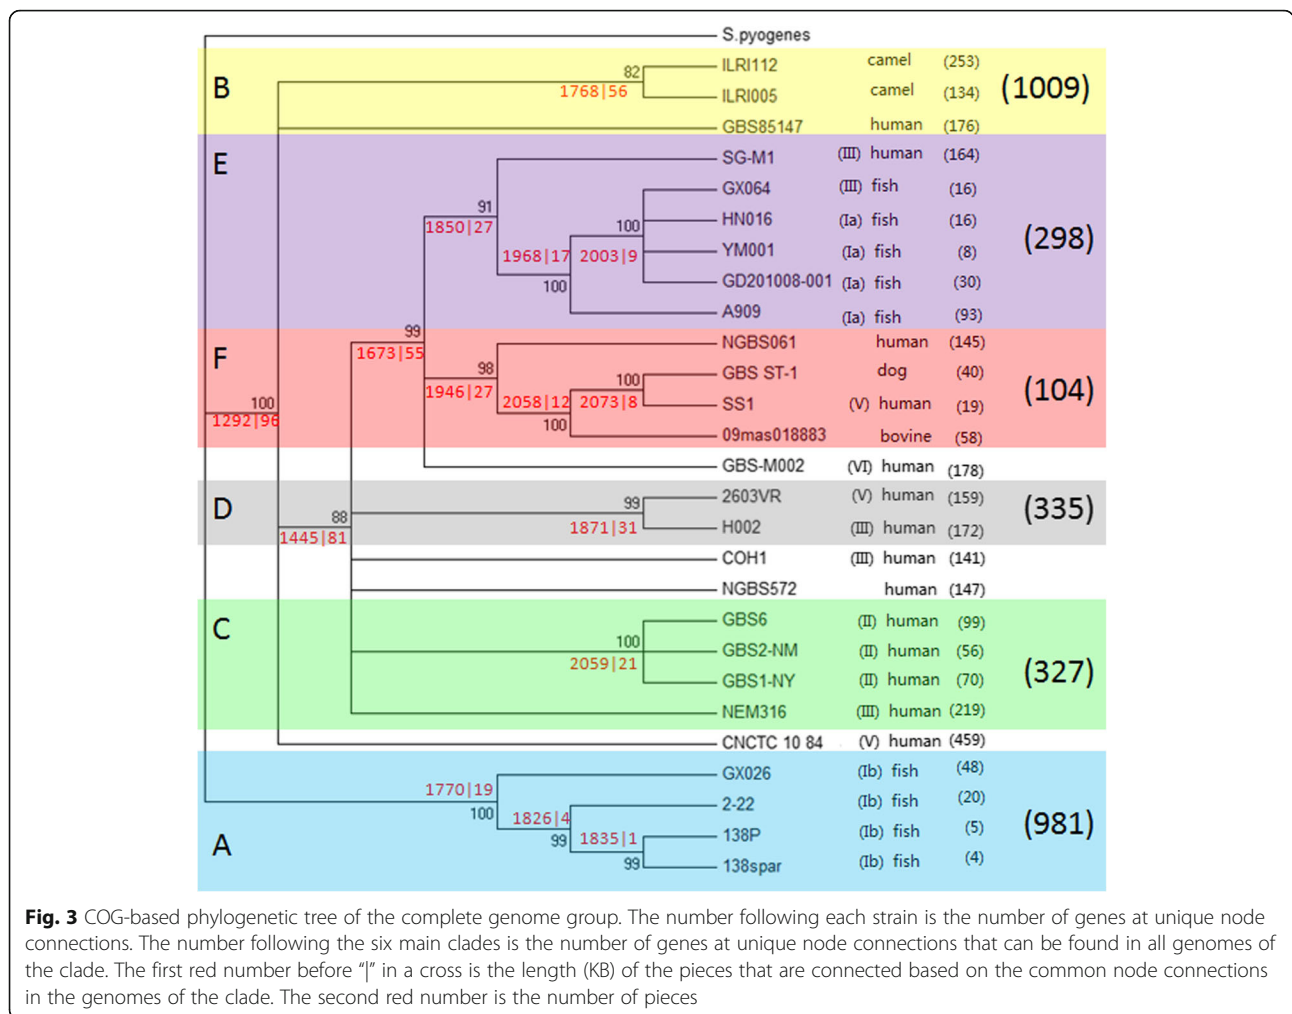 S.pyogenes
B
82
1768|56
ILRI112 camel (253)
ILRI005 camel (134)
(1009)
GBS85147 human (176)
E
SG-M1 (III) human (164)
91
1850|27
GX064 (III) fish (16)
HN016 (Ia) fish (16)
100
1968|17
2003|9
YM001 (Ia) fish (8)
(298)
100
GD201008-001 (Ia) fish (30)
A909 (Ia) fish (93)
99
1673|55
F
NGBS061 human (145)
98
1946|27
100
GBS ST-1 dog (40)
2058|12
2073|8
SS1 (V) human (19)
(104)
100
1292|96
100
09mas018883 bovine (58)
GBS-M002 (VI) human (178)
D
99
1871|31
2603VR (V) human (159)
H002 (III) human (172)
(335)
88
1445|81
COH1 (III) human (141)
NGBS572 human (147)
C
GBS6 (II) human (99)
100
2059|21
GBS2-NM (II) human (56)
GBS1-NY (II) human (70)
(327)
NEM316 (III) human (219)
CNCTC 10 84 (V) human (459)
GX026 (Ib) fish (48)
1770|19
100
2-22 (Ib) fish (20)
1826|4
99
1835|1
138P (Ib) fish (5)
(981)
A
99
138spar (Ib) fish (4)
Fig. 3 COG-based phylogenetic tree of the complete genome group. The number following each strain is the number of genes at unique node
connections. The number following the six main clades is the number of genes at unique node connections that can be found in all genomes of
the clade. The first red number before "|" in a cross is the length (KB) of the pieces that are connected based on the common node connections
in the genomes of the clade. The second red number is the number of pieces